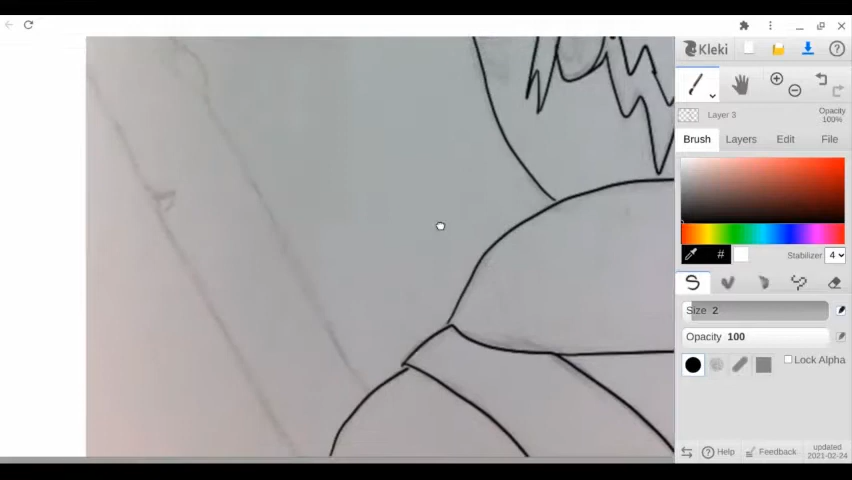 Kleki
Layer 3
Opacity
100%
Brush
Layers
Edit
File
#
Stabilizer
4
Size 2
Opacity 100
Lock Alpha
Help
Feedback
updated
2021-02-24